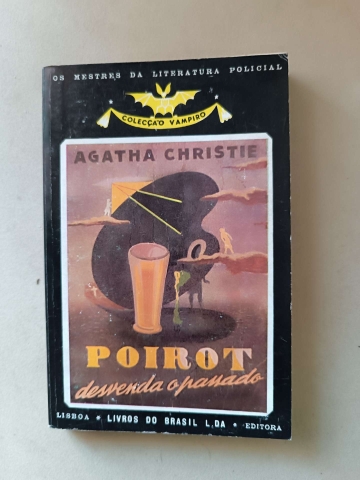 OS MESTRES DA LITERATURA POLICIAL
COLECÇÃO VAMPIRO
AGATHA CHRISTIE
POIROT
desvenda o passado
LISBOA • LIVROS DO BRASIL L.DA • EDITORA